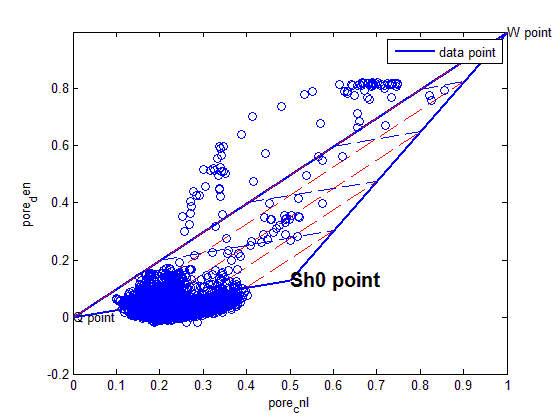 W point
data point
0.8
0.6
0.4
0.2
0
-0.2
pore_den
Q point
Sh0 point
0 0.1 0.2 0.3 0.4 0.5 0.6 0.7 0.8 0.9 1
pore_cnl